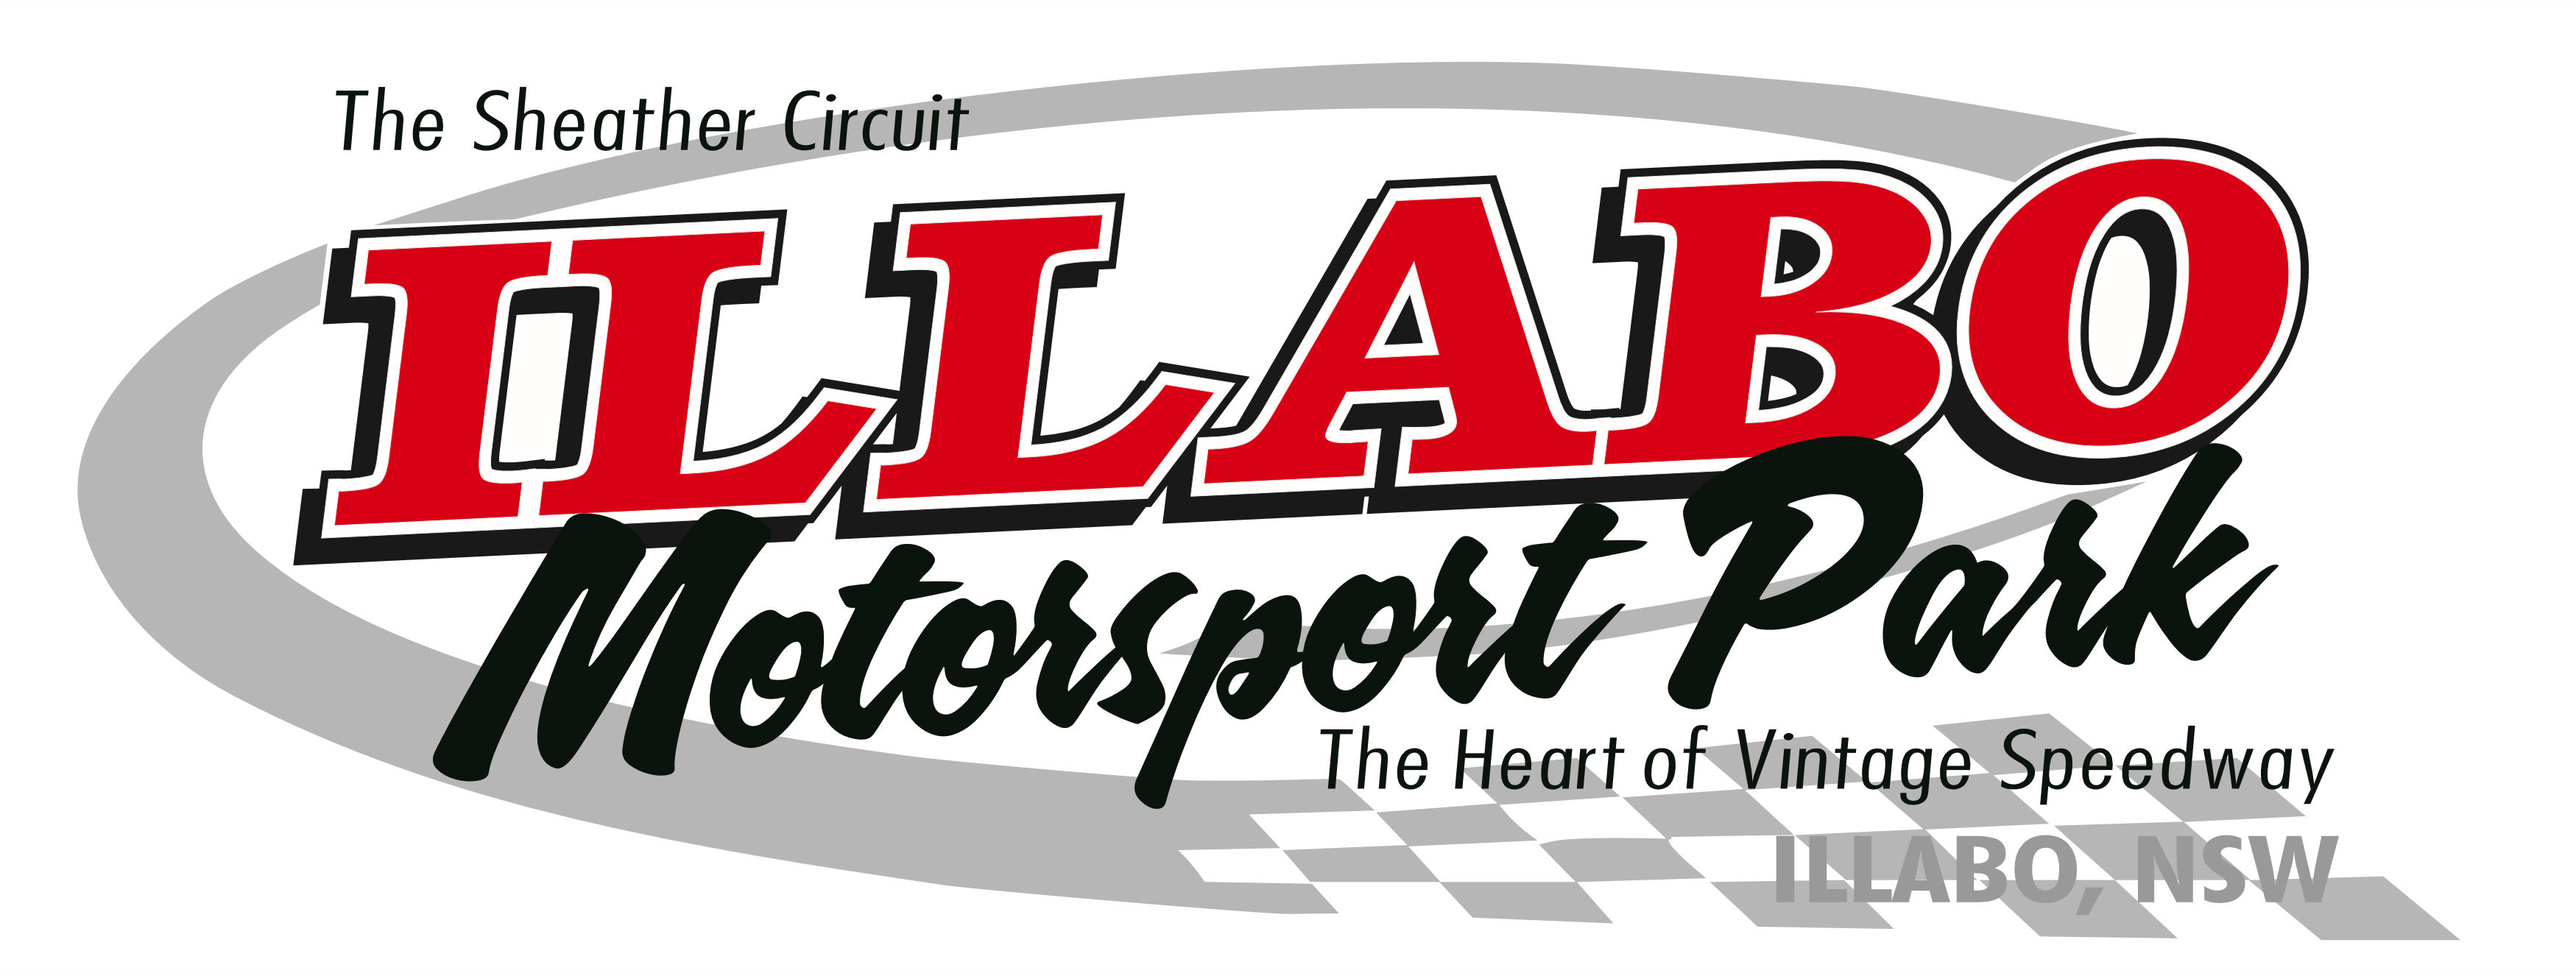 The Sheather Circuit
ILLABO
Motorsport Park
The Heart of Vintage Speedway
ILLABO, NSW